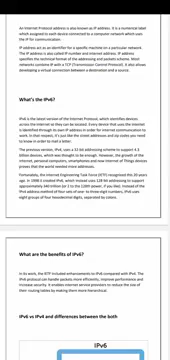 An Internet Protocol address is also known as IP address. It is a numerical label
which assigned to each device connected to a computer network which uses the
IP for communication.
IP address act as an identifier for a specific machine on a particular network.
The IP address is also called IP number and internet address. IP address
specifies the technical format of the addressing and packets scheme. Most
networks combine IP with a TCP (Transmission Control Protocol). It also allows
developing a virtual connection between a destination and a source.
What's the IPv6?
IPv6 is the latest version of the Internet Protocol, which identifies devices
across the internet so they can be located. Every device that uses the internet
is identified through its own IP address in order for internet communication to
work. In that respect, it's just like the street addresses and zip codes you need
to know in order to mail a letter.
The previous version, IPv4, uses a 32-bit addressing scheme to support 4.3
billion devices, which was thought to be enough. However, the growth of the
internet, personal computers, smartphones and now Internet of Things devices
proves that the world needed more addresses.
Fortunately, the Internet Engineering Task Force (IETF) recognized this 20 years
ago. In 1998 it created IPv6, which instead uses 128-bit addressing to support
approximately 340 trillion (or 2 to the 128th power, if you like). Instead of the
IPv4 address method of four sets of one- to three-digit numbers, IPv6 uses
eight groups of four hexadecimal digits, separated by colons.
What are the benefits of IPv6?
In its work, the IETF included enhancements to IPv6 compared with IPv4. The
IPv6 protocol can handle packets more efficiently, improve performance and
increase security. It enables internet service providers to reduce the size of
their routing tables by making them more hierarchical.
IPv6 vs IPv4 and differences between the both
IPv6